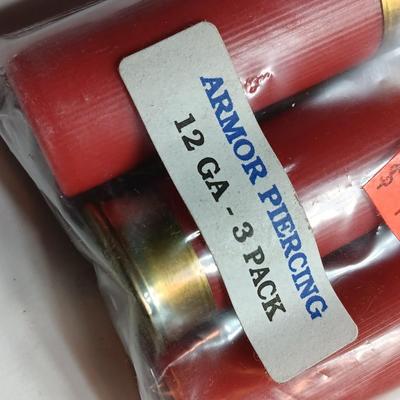 ARMOR PIERCING
12 GA - 3 PACK